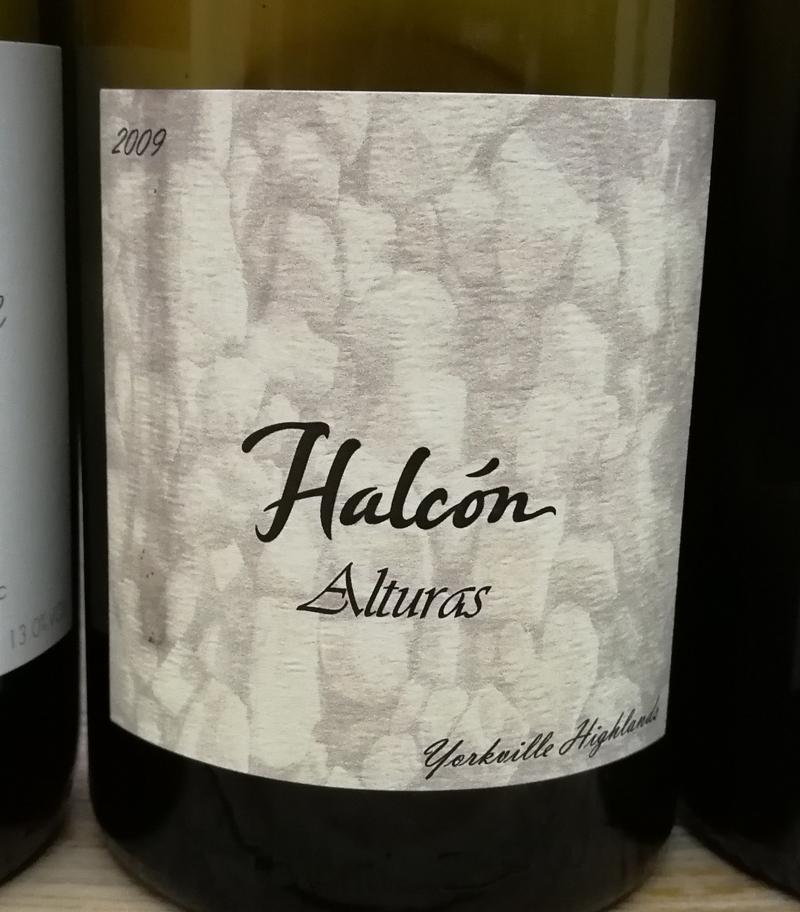 2009
Halcón
Alturas
Yorkville Highlands